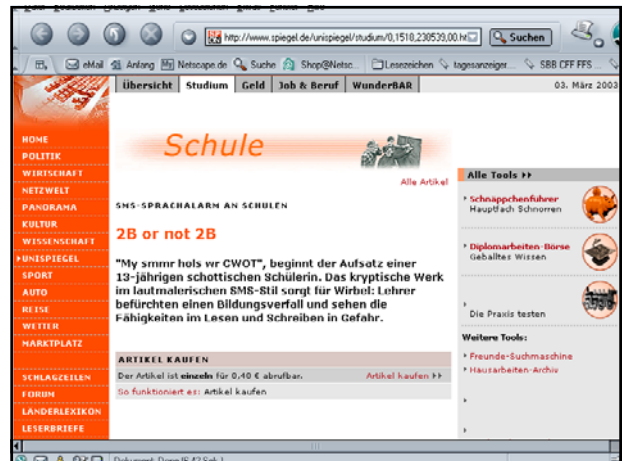 http://www.spiegel.de/unispiegel/studium/0,1518,230539,00.ht
Suchen
eMail
Anfang
Netscape.de
Suche
Shop@Netsc...
Lesezeichen
tagesanzeiger...
SBB CFF FFS
Übersicht
Studium
Geld
Job & Beruf
WunderBAR
03. März 2003
HOME
POLITIK
WIRTSCHAFT
NETZWELT
PANORAMA
KULTUR
WISSENSCHAFT
UNISPIEGEL
SPORT
AUTO
REISE
WETTER
MARKTPLATZ
SCHLAGZEILEN
FORUM
LÄNDERLEXIKON
LESERBRIEFE
Schule
Alle Artikel
SMS-SPRACHALARM AN SCHULEN
2B or not 2B
"My smmr hols wr CWOT", beginnt der Aufsatz einer
13-jährigen schottischen Schülerin. Das kryptische Werk
im lautmalerischen SMS-Stil sorgt für Wirbel: Lehrer
befürchten einen Bildungsverfall und sehen die
Fähigkeiten im Lesen und Schreiben in Gefahr.
ARTIKEL KAUFEN
Der Artikel ist einzeln für 0,40 € abrufbar.
Artikel kaufen
So funktioniert es: Artikel kaufen
Alle Tools
Schnäppchenführer
Hauptfach Schnorren
Diplomarbeiten-Börse
Geballtes Wissen
Die Praxis testen
Weitere Tools:
Freunde-Suchmaschine
Hausarbeiten-Archiv